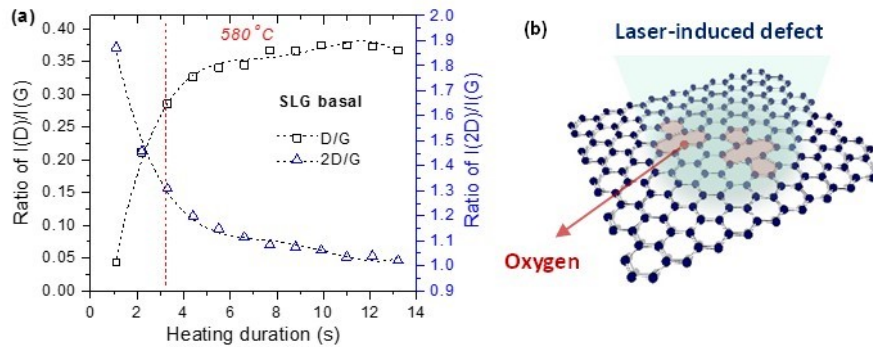 (a)
580°C
SLG basal
D/G
2D/G
Ratio of I(D)/I(G)
0.40
0.35
0.30
0.25
0.20
0.15
0.10
0.05
0.00
Ratio of I(2D)/I(G)
2.0
1.9
1.8
1.7
1.6
1.5
1.4
1.3
1.2
1.1
1.0
0.9
0 2 4 6 8 10 12 14
Heating duration (s)
(b)
Laser-induced defect
Oxygen